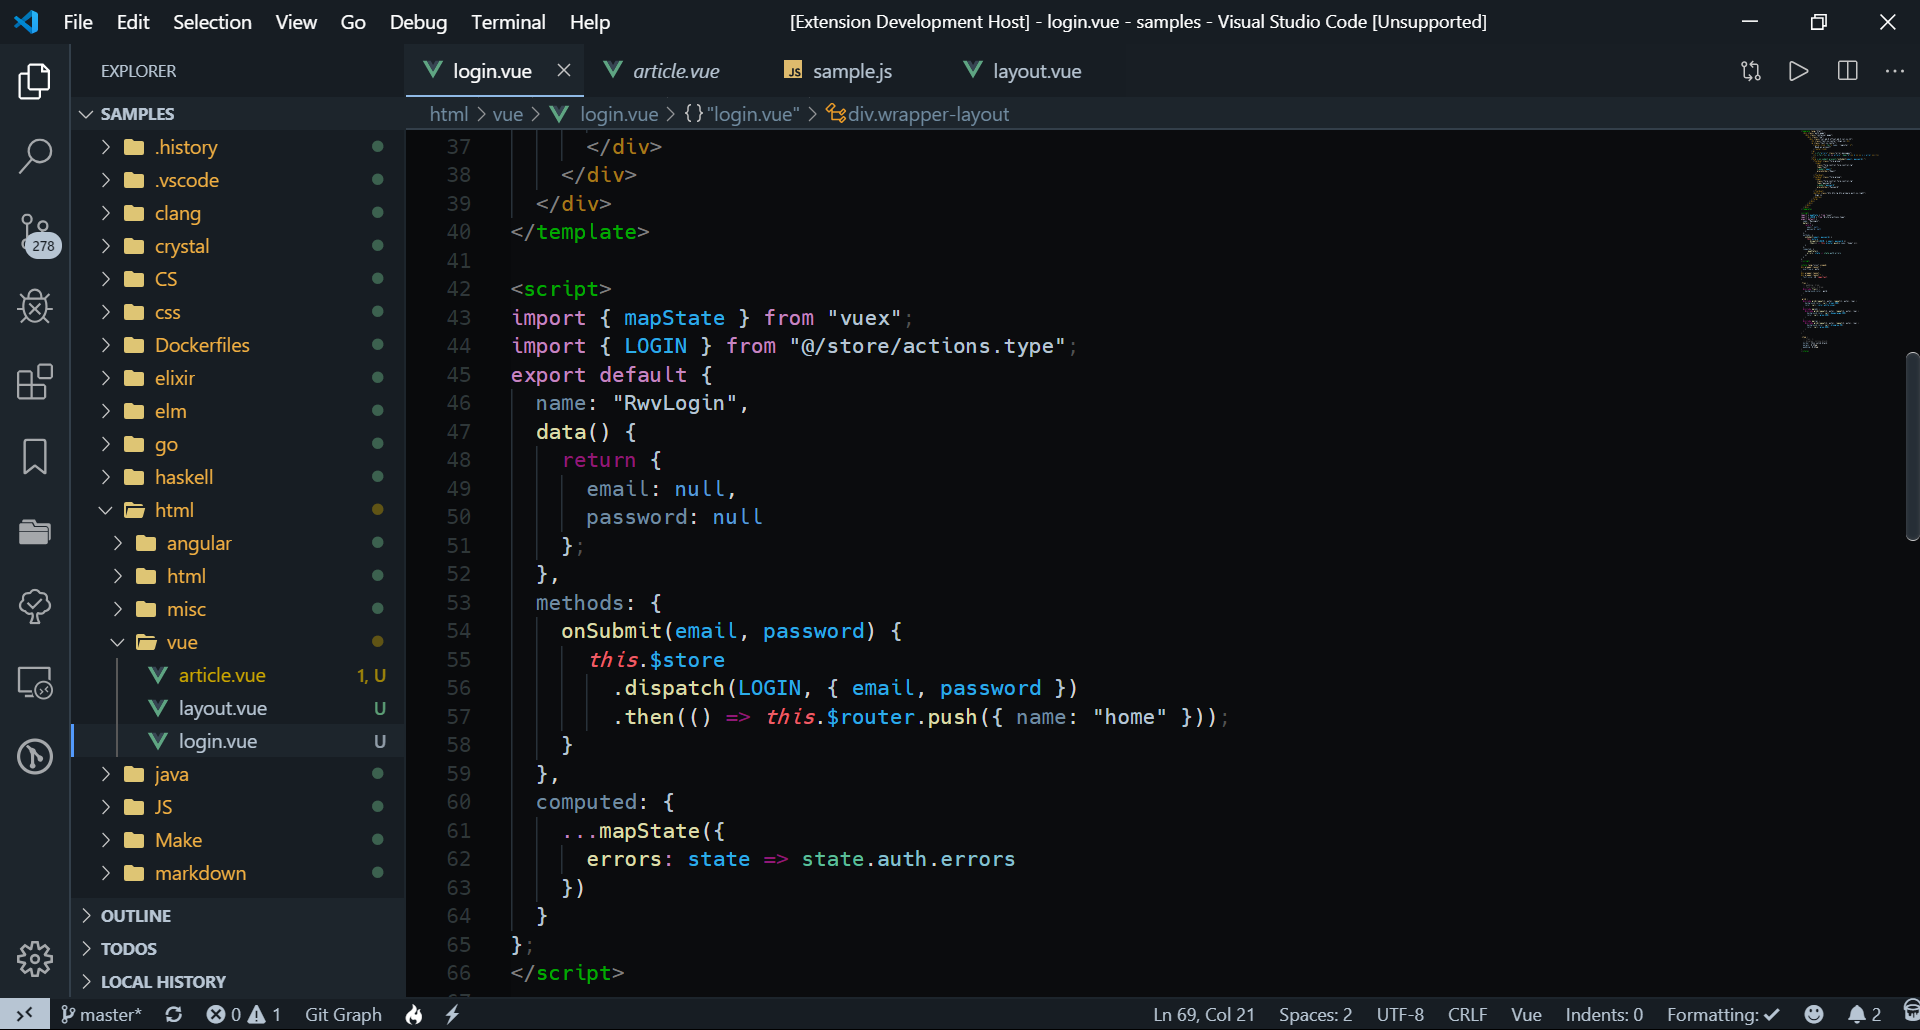 File Edit Selection View Go Debug Terminal Help
[Extension Development Host] - login.vue - samples - Visual Studio Code [Unsupported]
EXPLORER
login.vue article.vue JS sample.js layout.vue
SAMPLES
html > vue > login.vue > {} "login.vue" > div.wrapper-layout
278
.history
.vscode
clang
crystal
CS
css
Dockerfiles
elixir
elm
go
haskell
html
angular
html
misc
vue
article.vue 1, U
layout.vue U
login.vue U
java
JS
Make
markdown
OUTLINE
TODOS
LOCAL HISTORY
37 </div>
38 </div>
39 </div>
40 </template>
41
42 <script>
43 import { mapState } from "vuex";
44 import { LOGIN } from "@/store/actions.type";
45 export default {
46 name: "RwvLogin",
47 data() {
48 return {
49 email: null,
50 password: null
51 };
52 },
53 methods: {
54 onSubmit(email, password) {
55 this.$store
56 .dispatch(LOGIN, { email, password })
57 .then(() => this.$router.push({ name: "home" }));
58 }
59 },
60 computed: {
61 ...mapState({
62 errors: state => state.auth.errors
63 })
64 }
65 };
66 </script>
master* 0 1 Git Graph Ln 69, Col 21 Spaces: 2 UTF-8 CRLF Vue Indents: 0 Formatting: ✓ 2